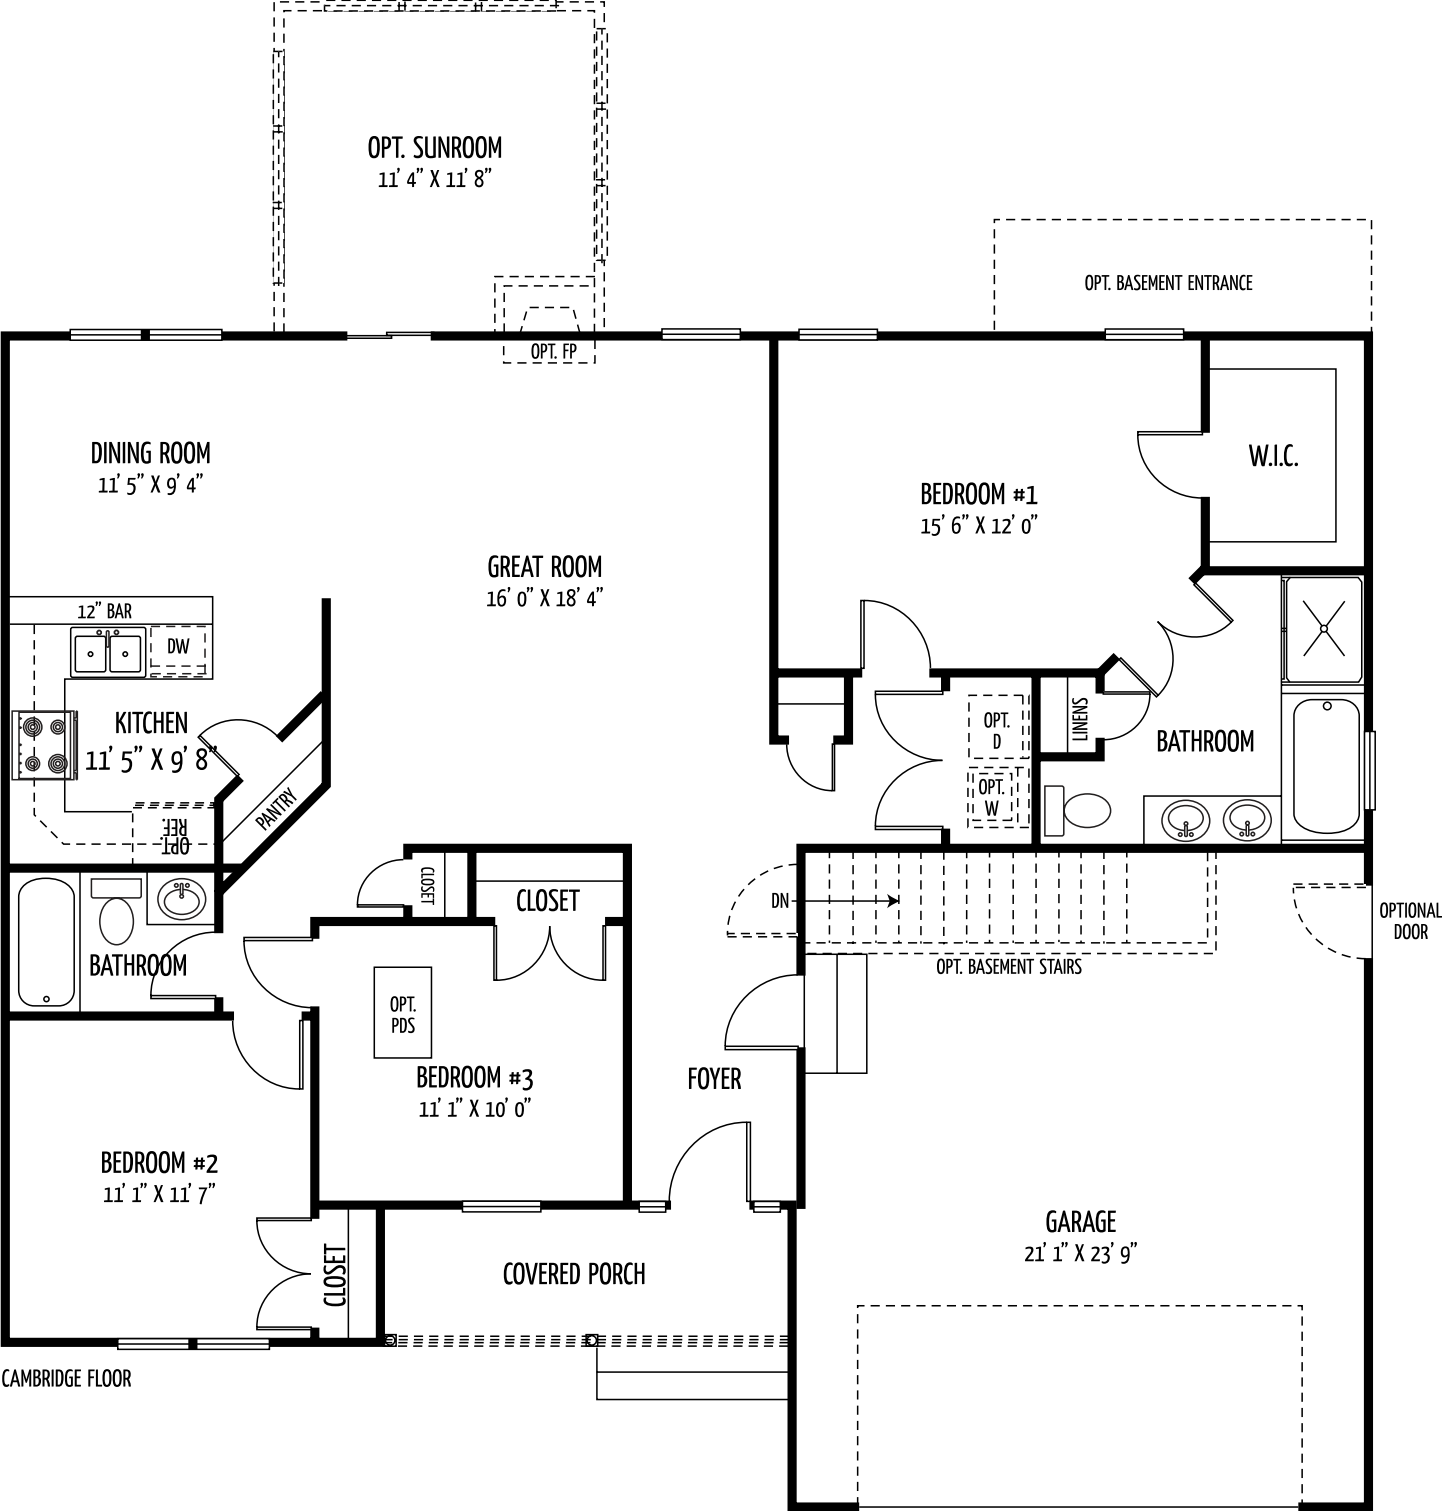 OPT. SUNROOM
11' 4" X 11' 8"
OPT. BASEMENT ENTRANCE
OPT. FP
DINING ROOM
11' 5" X 9' 4"
W.I.C.
BEDROOM #1
15' 6" X 12' 0"
GREAT ROOM
16' 0" X 18' 4"
12" BAR
DW
KITCHEN
11' 5" X 9' 8"
PANTRY
OPT.
REF.
OPT.
D
OPT.
W
LINENS
BATHROOM
CLOSET
CLOSET
DN
OPTIONAL
DOOR
BATHROOM
OPT. BASEMENT STAIRS
OPT.
PDS
BEDROOM #3
11' 1" X 10' 0"
FOYER
BEDROOM #2
11' 1" X 11' 7"
GARAGE
21' 1" X 23' 9"
CLOSET
COVERED PORCH
CAMBRIDGE FLOOR